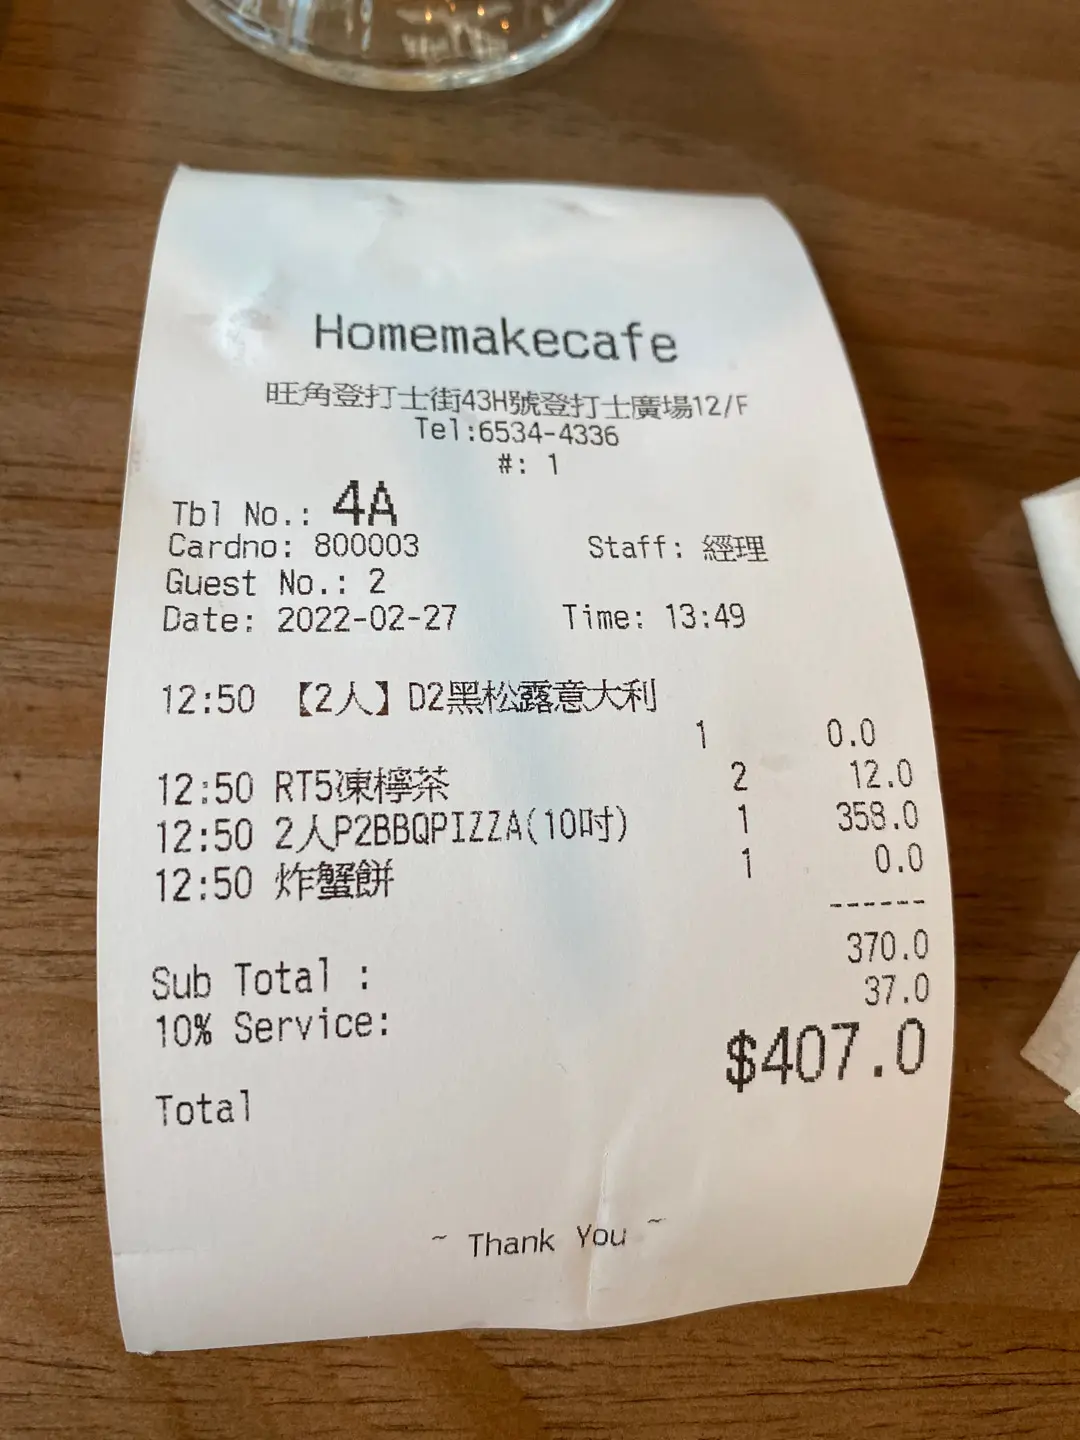 Homemakecafe
旺角登打士街43H號登打士廣場12/F
Tel:6534-4336
#: 1
Tbl No.: 4A
Cardno: 800003 Staff: 經理
Guest No.: 2
Date: 2022-02-27 Time: 13:49
12:50 【2人】D2黑松露意大利
1 0.0
12:50 RT5凍檸茶 2 12.0
12:50 2人P2BBQPIZZA(10吋) 1 358.0
12:50 炸蟹餅 1 0.0
------
Sub Total : 370.0
10% Service: 37.0
Total $407.0
~ Thank You ~